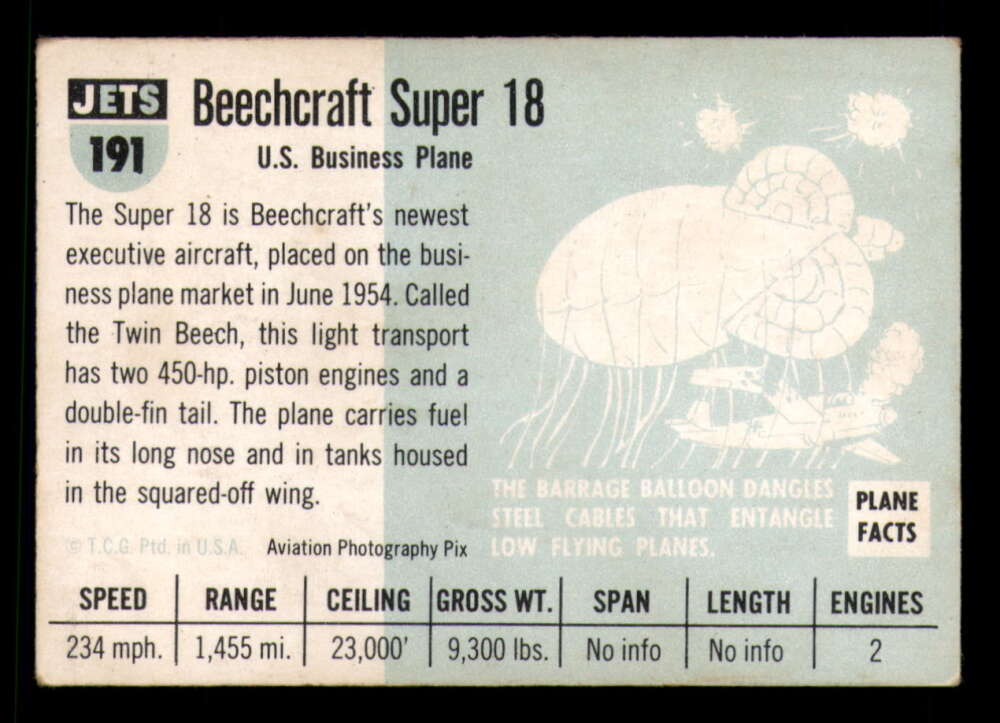 JETS
191
Beechcraft Super 18
U.S. Business Plane
The Super 18 is Beechcraft's newest
executive aircraft, placed on the busi-
ness plane market in June 1954. Called
the Twin Beech, this light transport
has two 450-hp. piston engines and a
double-fin tail. The plane carries fuel
in its long nose and in tanks housed
in the squared-off wing.
© T.C.G. Ptd. in U.S.A.
Aviation Photography Pix
THE BARRAGE BALLOON DANGLES
STEEL CABLES THAT ENTANGLE
LOW FLYING PLANES.
PLANE
FACTS
SPEED RANGE CEILING GROSS WT. SPAN LENGTH ENGINES
234 mph. 1,455 mi. 23,000' 9,300 lbs. No info No info 2